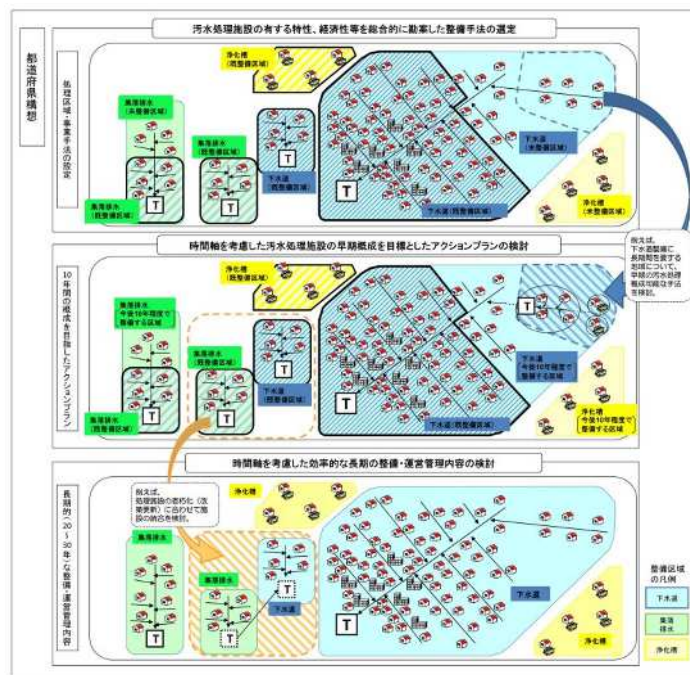 都道府県構想
汚水処理施設の有する特性、経済性等を総合的に勘案した整備手法の選定
処理区域・事業手法の設定
浄化槽
（既整備区域）
集落排水
（未整備区域）
集落排水
（既整備区域）
集落排水
（既整備区域）
下水道
（既整備区域）
下水道
（未整備区域）
下水道（既整備区域）
浄化槽
（未整備区域）
T
T
T
T
例えば、
下水道整備に
長期間を要する
地域について、
早期の汚水処理
概成可能な手法
を検討。
時間軸を考慮した汚水処理施設の早期概成を目標としたアクションプランの検討
10年間の概成を目指したアクションプラン
浄化槽
（既整備区域）
集落排水
今後10年程度で
整備する区域
集落排水
（既整備区域）
集落排水
（既整備区域）
下水道
（既整備区域）
下水道
今後10年程度で
整備する区域
下水道（既整備区域）
浄化槽
今後10年程度で
整備する区域
T
T
T
T
T
時間軸を考慮した効率的な長期の整備・運営管理内容の検討
長期的（20～30年）な整備・運営管理内容
例えば、
処理施設の老朽化（改
築更新）に合わせて施
設の統合を検討。
浄化槽
集落排水
集落排水
下水道
下水道
浄化槽
T
T
T
T
整備区域
の凡例
下水道
集落
排水
浄化槽